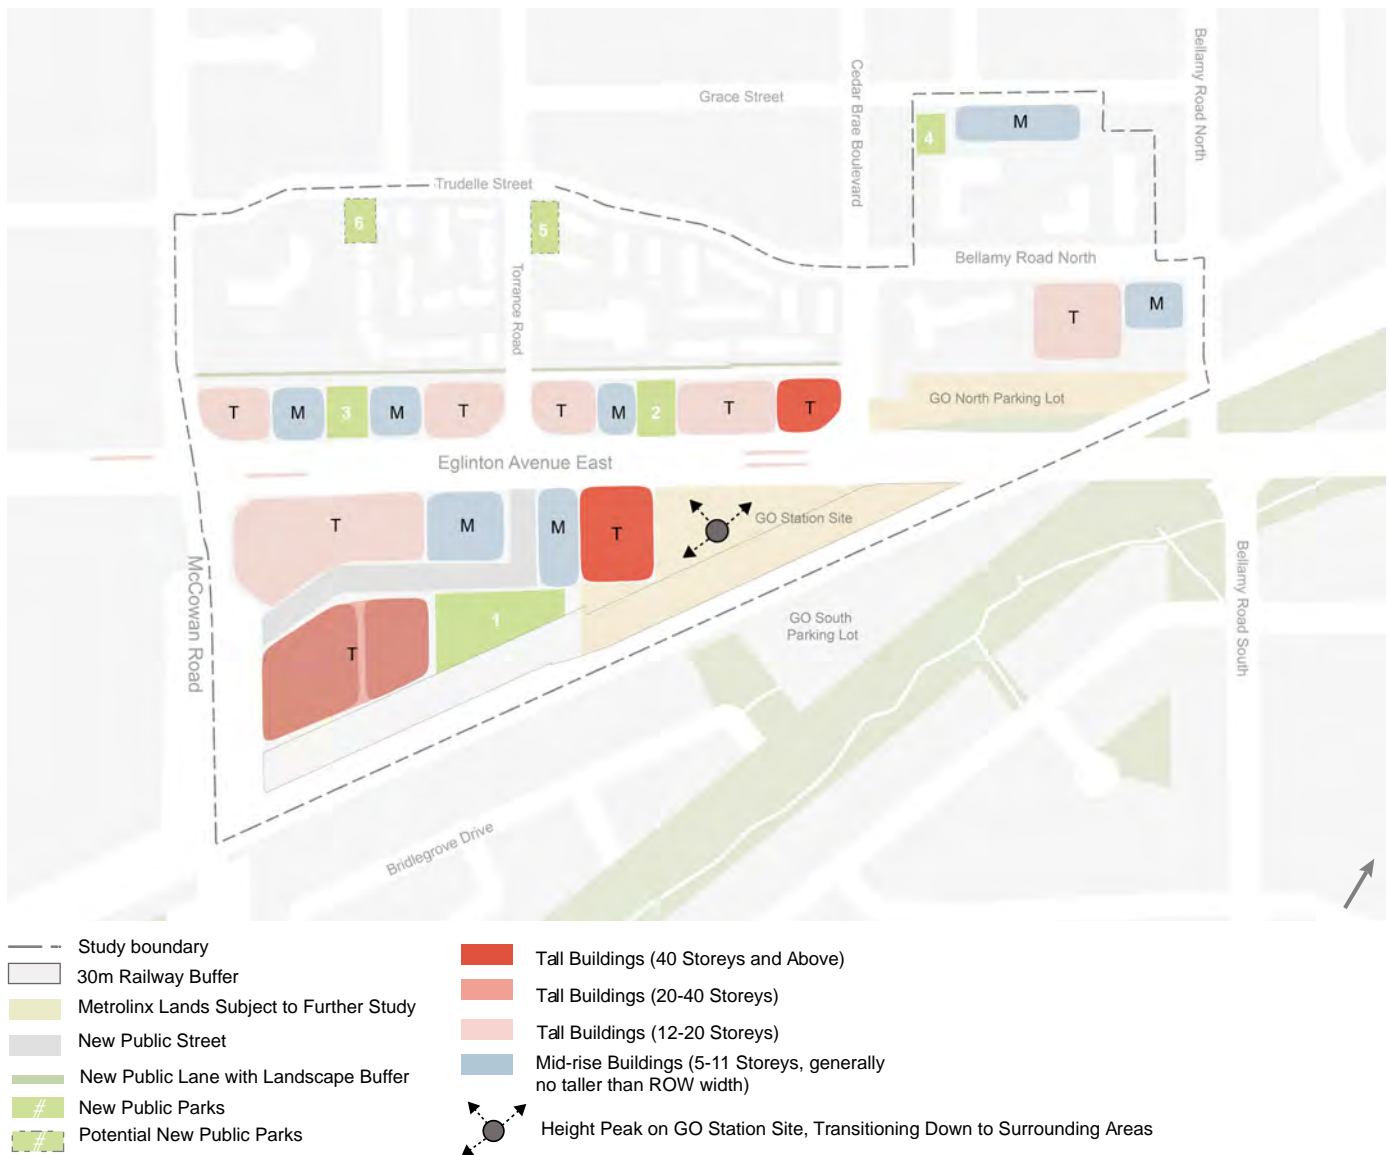 Bellamy Road North
Cedar Brae Boulevard
Grace Street
M
4
Trudelle Street
6
5
Torrance Road
Bellamy Road North
T
M
GO North Parking Lot
T
M
3
M
T
T
M
2
T
T
Eglinton Avenue East
T
M
M
T
GO Station Site
McCowan Road
T
1
GO South
Parking Lot
Bellamy Road South
Bridlegrove Drive
Study boundary
30m Railway Buffer
Metrolinx Lands Subject to Further Study
New Public Street
New Public Lane with Landscape Buffer
# New Public Parks
# Potential New Public Parks
Tall Buildings (40 Storeys and Above)
Tall Buildings (20-40 Storeys)
Tall Buildings (12-20 Storeys)
Mid-rise Buildings (5-11 Storeys, generally
no taller than ROW width)
Height Peak on GO Station Site, Transitioning Down to Surrounding Areas